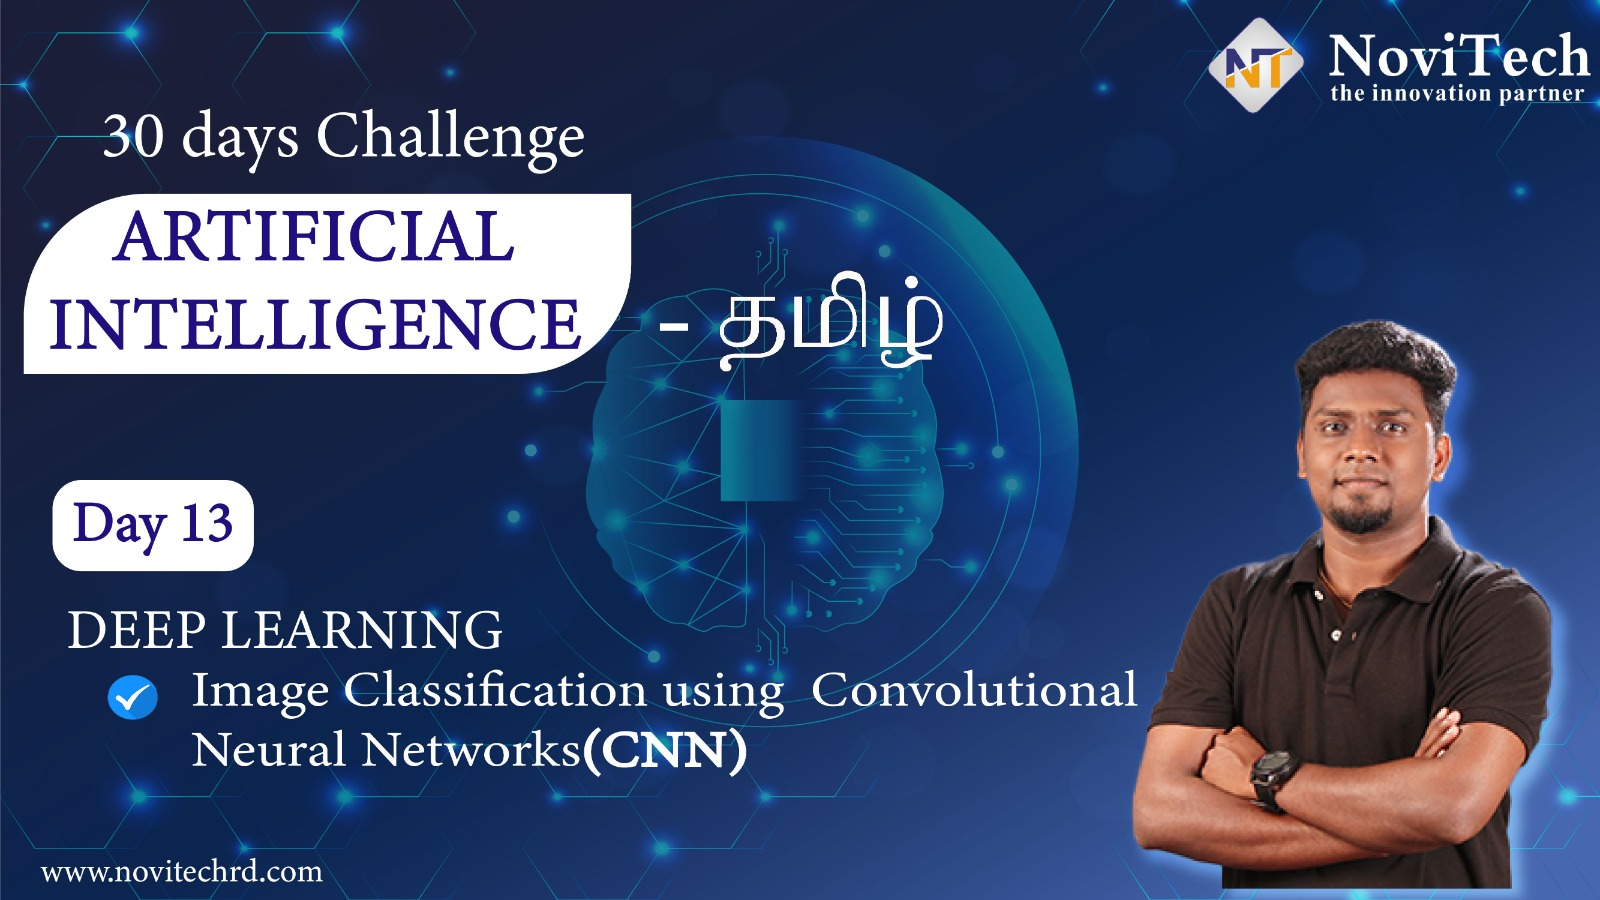 NT NoviTech
the innovation partner
30 days Challenge
ARTIFICIAL
INTELLIGENCE
- தமிழ்
Day 13
DEEP LEARNING
Image Classification using Convolutional
Neural Networks(CNN)
www.novitechrd.com